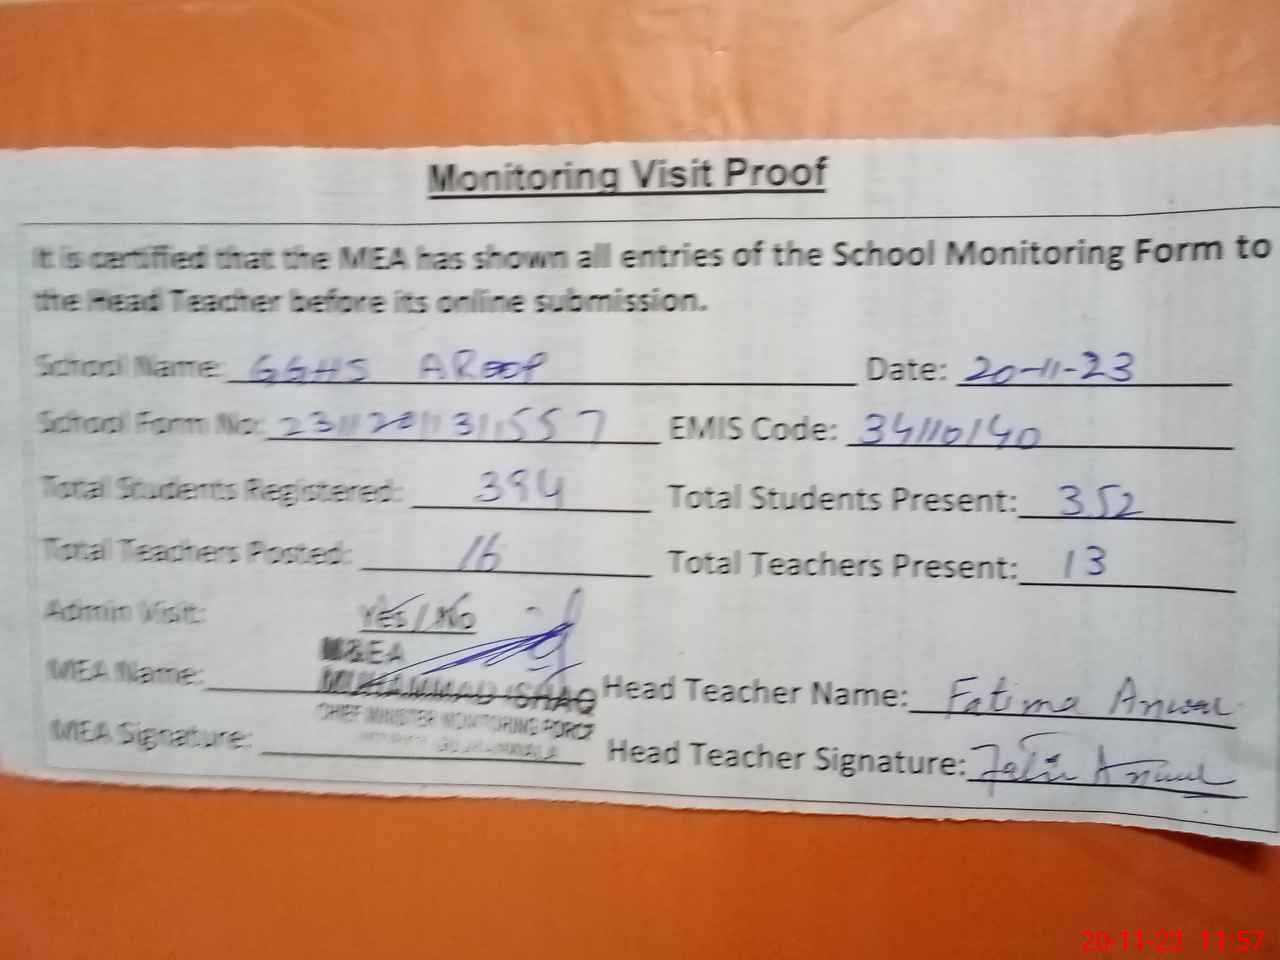 Monitoring Visit Proof
It is certified that the MEA has shown all entries of the School Monitoring Form to
the Head Teacher before its online submission.
School Name: GGHS ARoop Date: 20-11-23
School Form No: EMIS Code: 34110140
Total Students Registered: 394 Total Students Present: 352
Total Teachers Posted: 16 Total Teachers Present: 13
Admin Visit: Yes / No
M&EA
MEA Name: MUHAMMAD ISHAQ Head Teacher Name: Fatima Anwar
CHIEF MINISTER MONITORING FORCE
GUJRANWALA
MEA Signature: Head Teacher Signature:
20-11-23 11:57